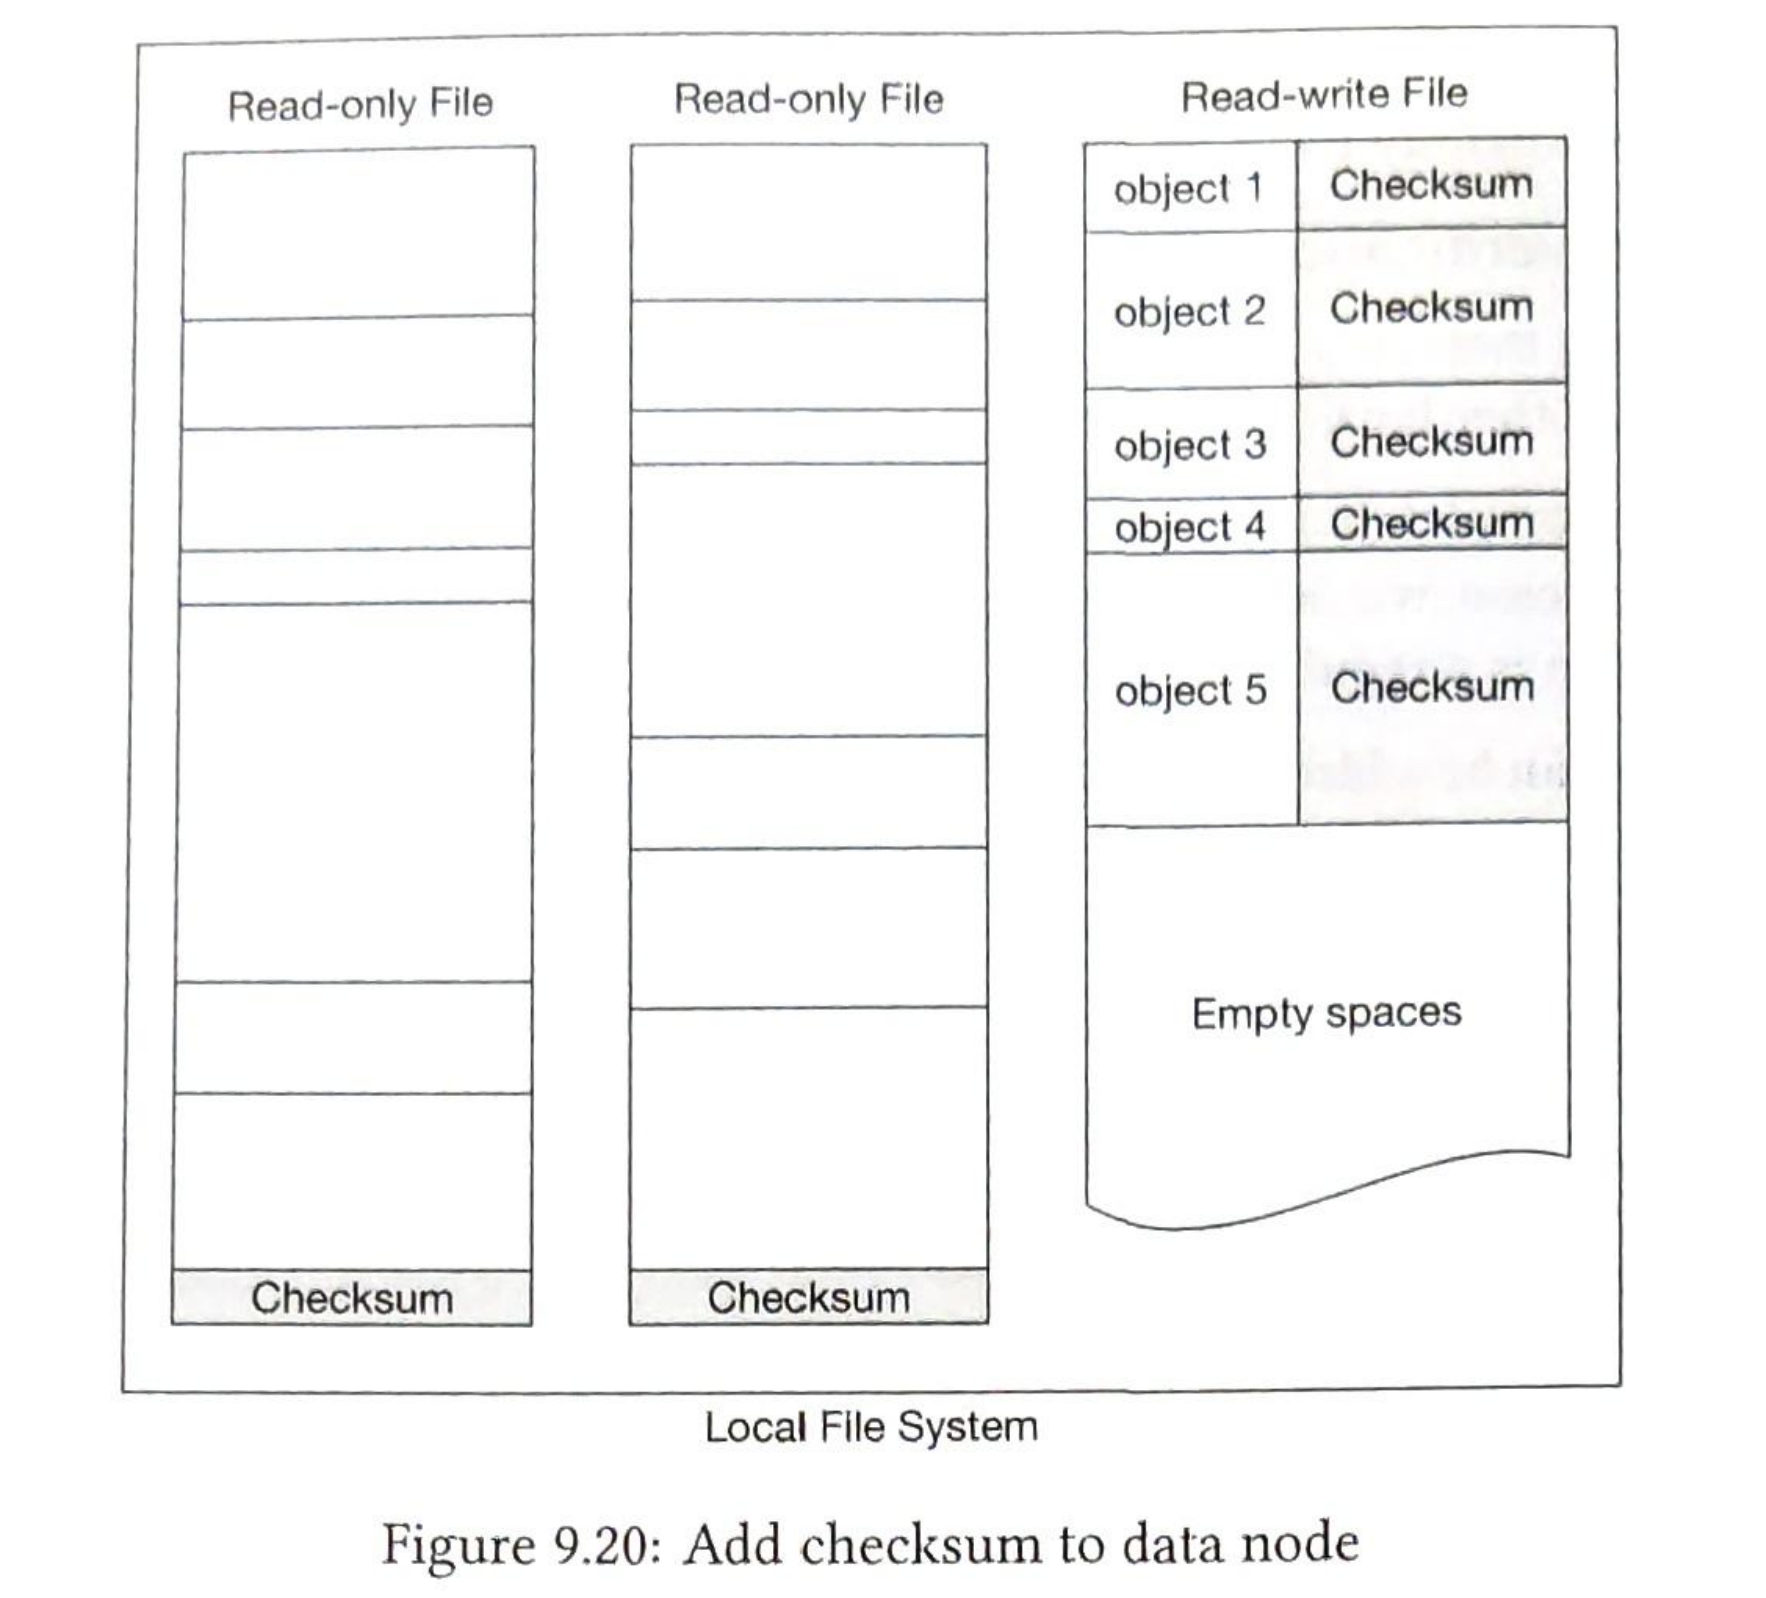 Read-only File
Read-only File
Read-write File
object 1 Checksum
object 2 Checksum
object 3 Checksum
object 4 Checksum
object 5 Checksum
Empty spaces
Checksum
Checksum
Local File System
Figure 9.20: Add checksum to data node